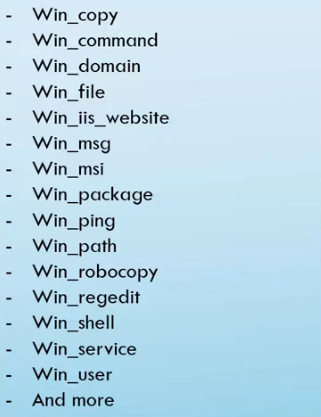 - Win_copy
- Win_command
- Win_domain
- Win_file
- Win_iis_website
- Win_msg
- Win_msi
- Win_package
- Win_ping
- Win_path
- Win_robocopy
- Win_regedit
- Win_shell
- Win_service
- Win_user
- And more